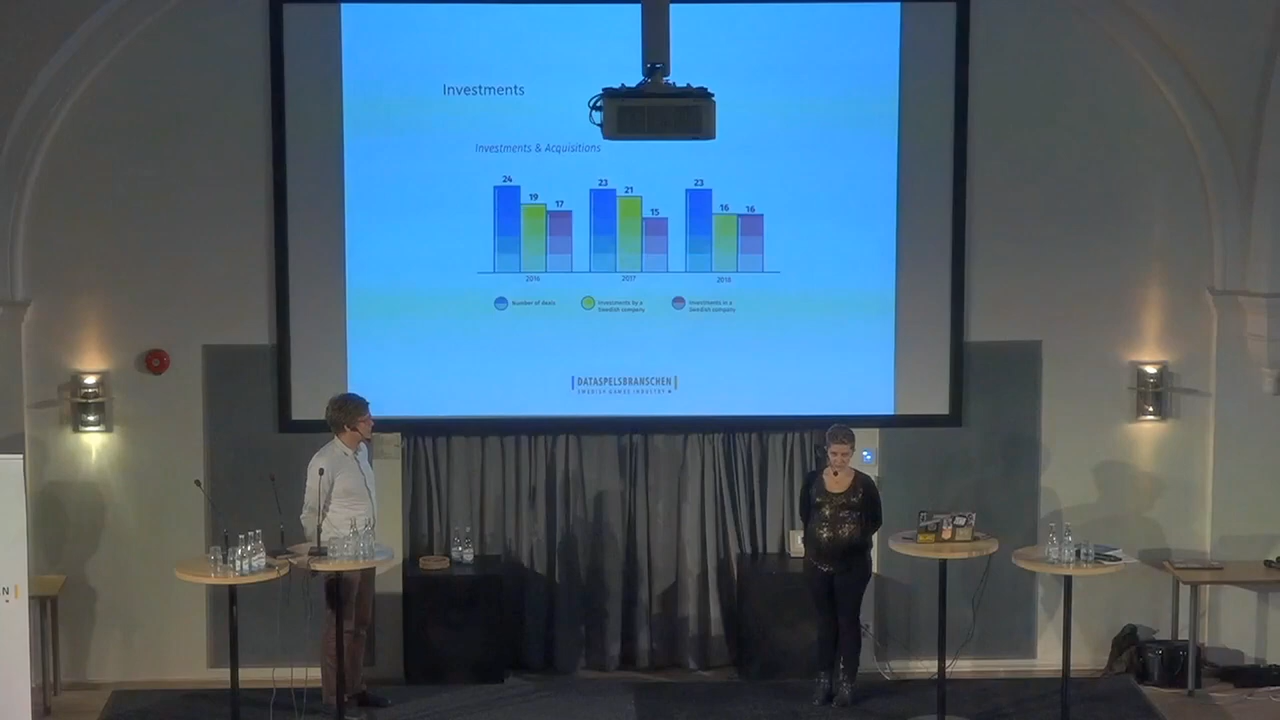 Investments
Investments & Acquisitions
24
19
17
23
21
15
23
16
16
2016
2017
2018
Number of deals
Investments by a
Swedish company
Investments in a
Swedish company
DATASPELSBRANSCHEN
SWEDISH GAMES INDUSTRY
N